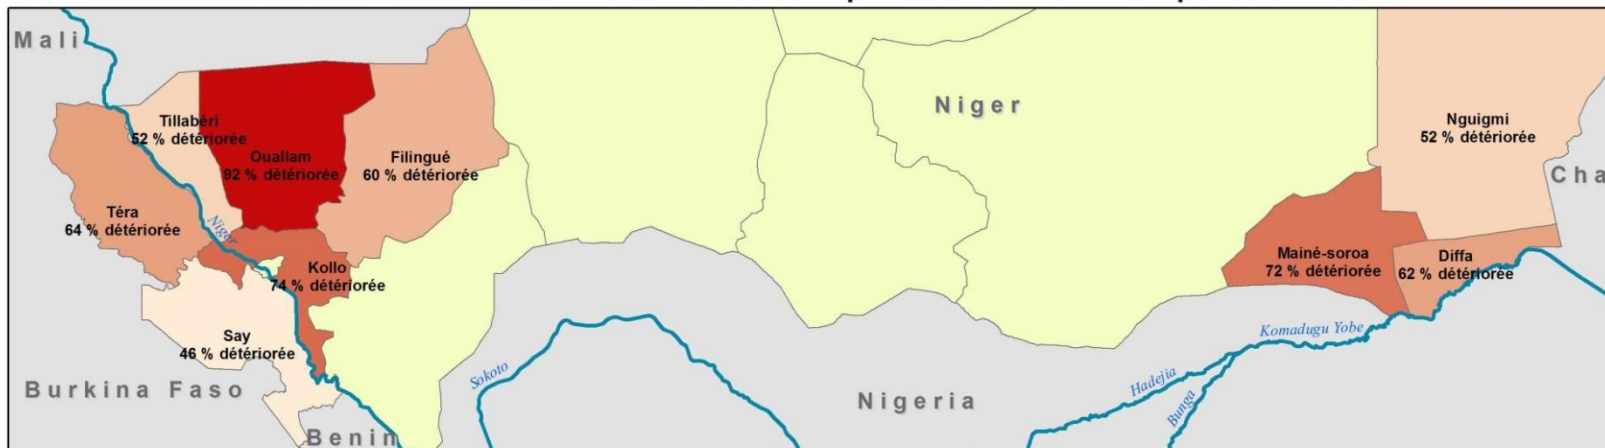 Mali
Niger
Nguigmi
52 % détériorée
Tillabéri
52 % détériorée
Ouallam
92 % détériorée
Filingué
60 % détériorée
Cha
Téra
64 % détériorée
Niger
Kollo
74 % détériorée
Mainé-soroa
72 % détériorée
Diffa
62 % détériorée
Say
46 % détériorée
Komadugu Yobe
Sokoto
Hadejia
Bunga
Burkina Faso
Nigeria
Benin